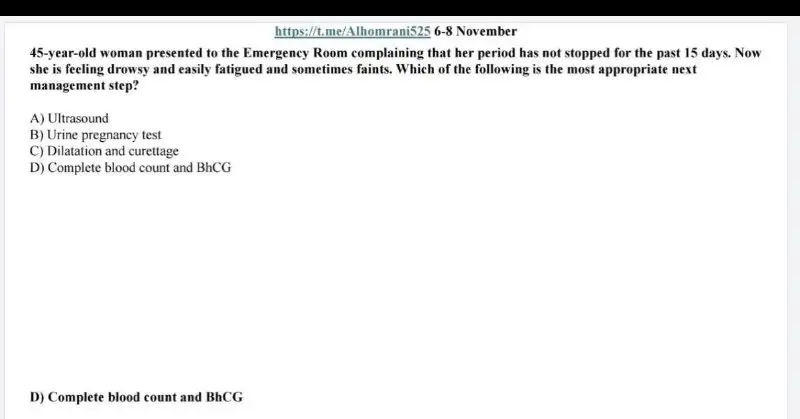 https://t.me/Alhomrani525 6-8 November
45-year-old woman presented to the Emergency Room complaining that her period has not stopped for the past 15 days. Now
she is feeling drowsy and easily fatigued and sometimes faints. Which of the following is the most appropriate next
management step?
A) Ultrasound
B) Urine pregnancy test
C) Dilatation and curettage
D) Complete blood count and BhCG
D) Complete blood count and BhCG